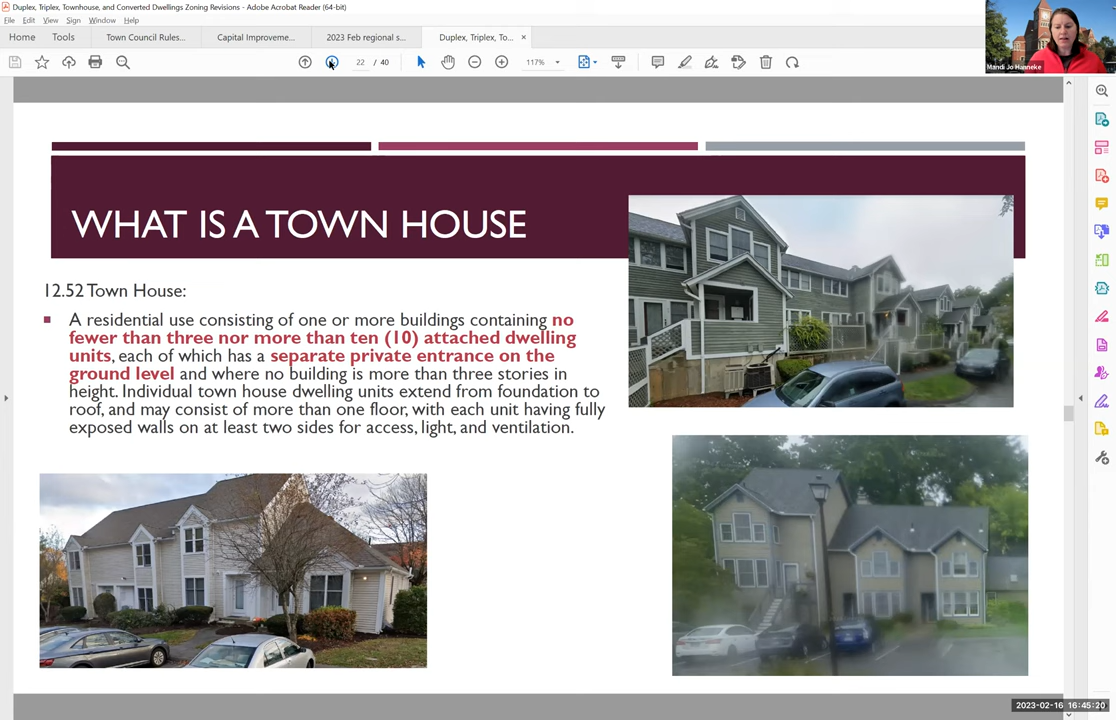 Duplex, Triplex, Townhouse, and Converted Dwellings Zoning Revisions - Adobe Acrobat Reader (64-bit)
File Edit View Sign Window Help
Home Tools Town Council Rules... Capital Improveme... 2023 Feb regional s... Duplex, Triplex, To... ×
22 / 40 117%
Mandi Jo Hanneke
WHAT IS A TOWN HOUSE
12.52 Town House:
A residential use consisting of one or more buildings containing no
fewer than three nor more than ten (10) attached dwelling
units, each of which has a separate private entrance on the
ground level and where no building is more than three stories in
height. Individual town house dwelling units extend from foundation to
roof, and may consist of more than one floor, with each unit having fully
exposed walls on at least two sides for access, light, and ventilation.
2023-02-16 16:45:20